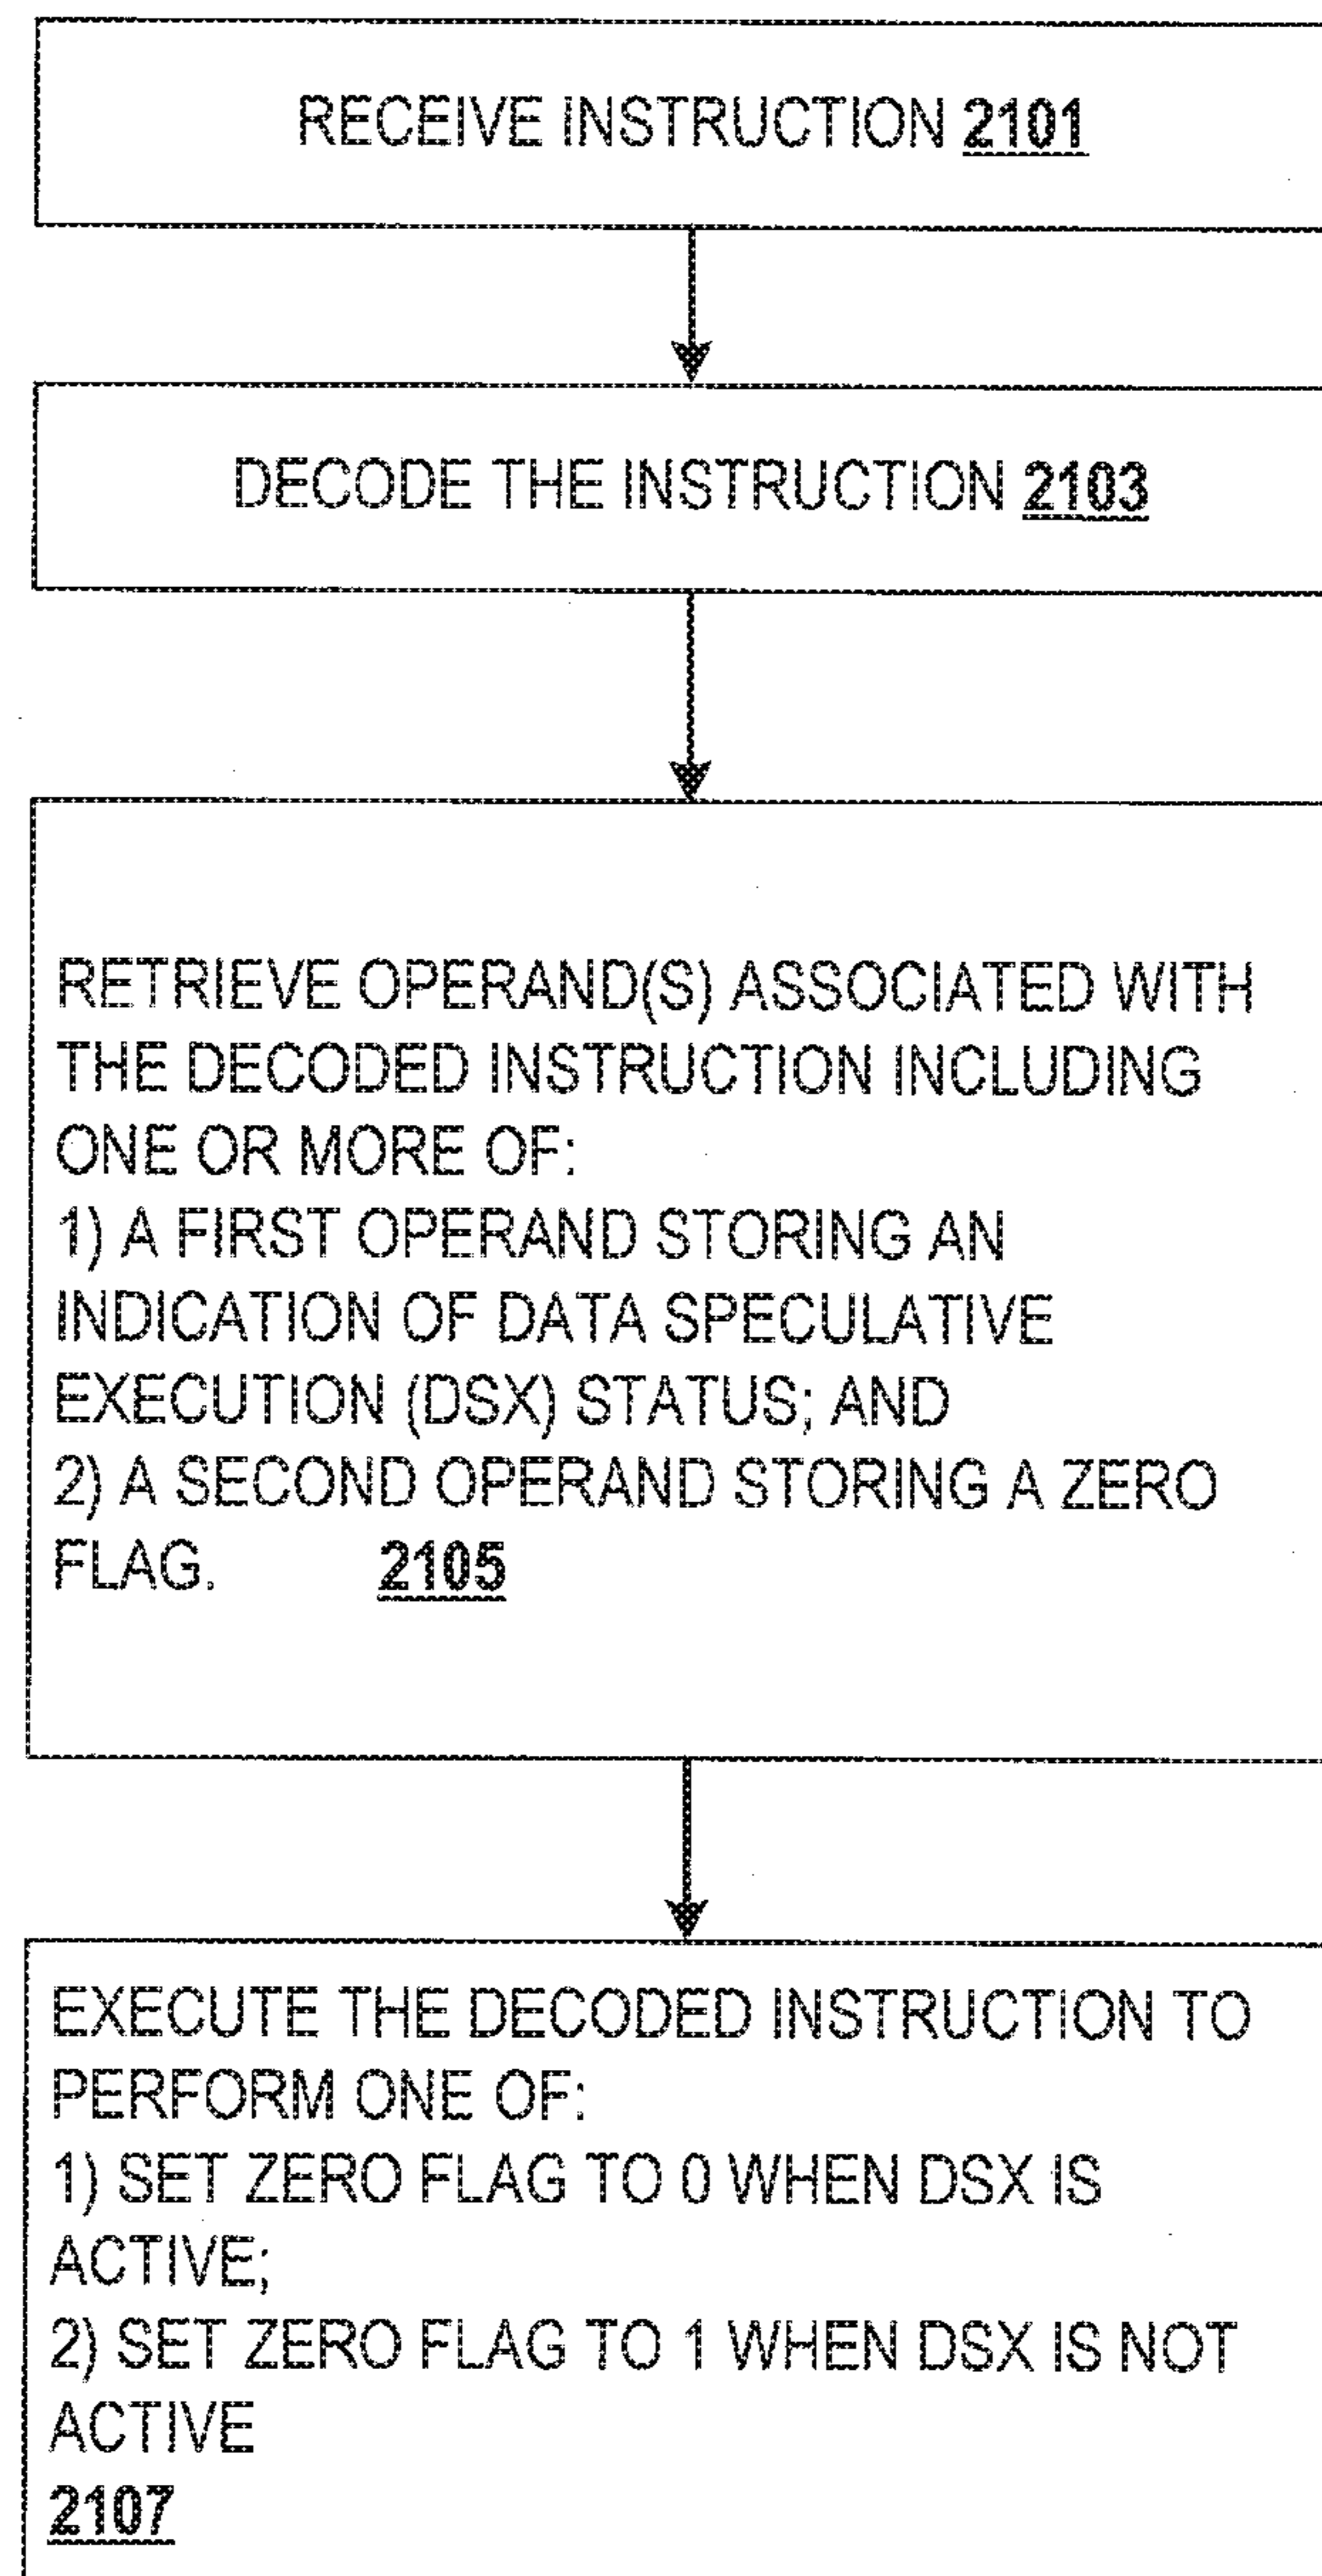 RECEIVE INSTRUCTION 2101
DECODE THE INSTRUCTION 2103
RETRIEVE OPERAND(S) ASSOCIATED WITH
THE DECODED INSTRUCTION INCLUDING
ONE OR MORE OF:
1) A FIRST OPERAND STORING AN
INDICATION OF DATA SPECULATIVE
EXECUTION (DSX) STATUS; AND
2) A SECOND OPERAND STORING A ZERO
FLAG. 2105
EXECUTE THE DECODED INSTRUCTION TO
PERFORM ONE OF:
1) SET ZERO FLAG TO 0 WHEN DSX IS
ACTIVE;
2) SET ZERO FLAG TO 1 WHEN DSX IS NOT
ACTIVE
2107